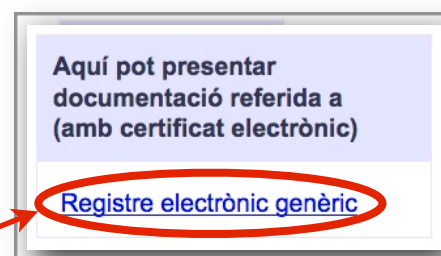 Aquí pot presentar
documentació referida a
(amb certificat electrònic)
Registre electrònic genèric